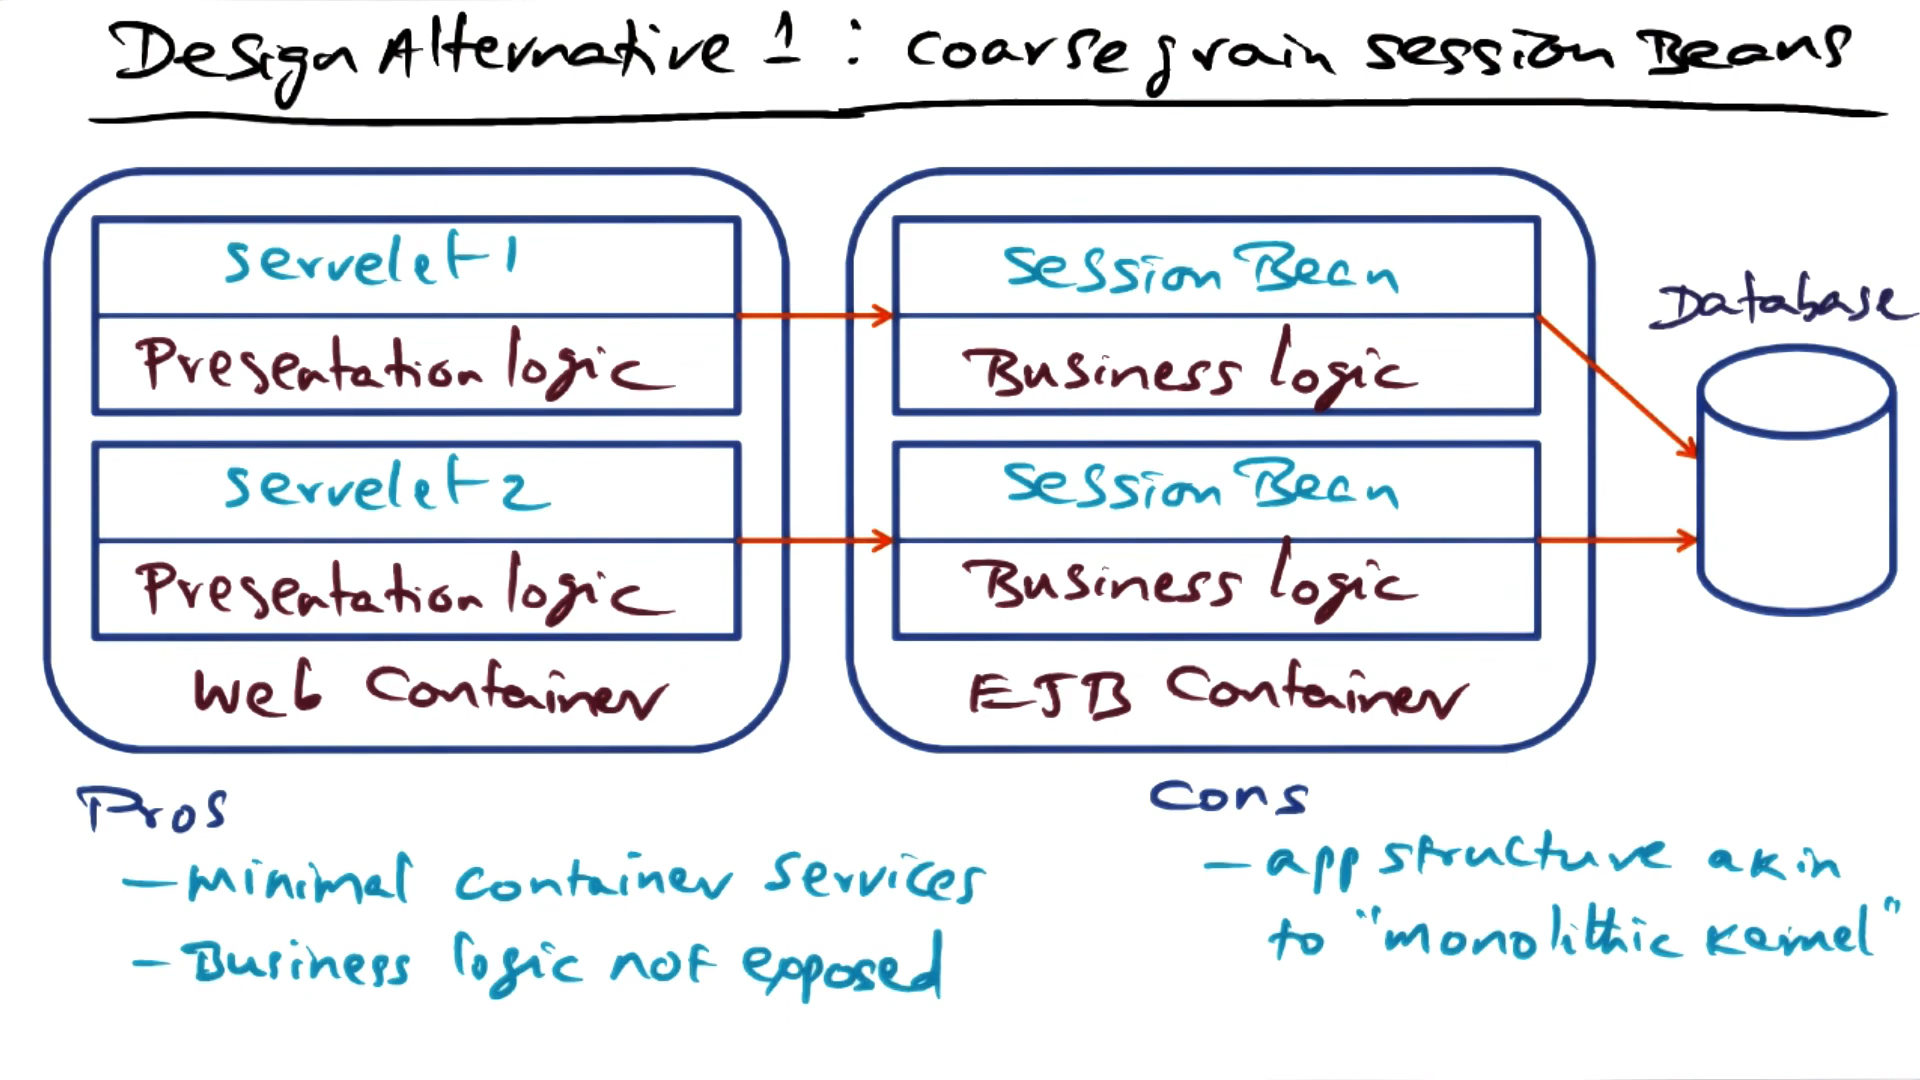 Design Alternative 1 : coarse grain session Beans
servelet 1
Presentation logic
servelet 2
Presentation logic
Web Container
Session Bean
Business logic
Session Bean
Business logic
EJB Container
Database
Pros
- minimal container services
- Business logic not exposed
Cons
- app structure akin
to "monolithic kernel"